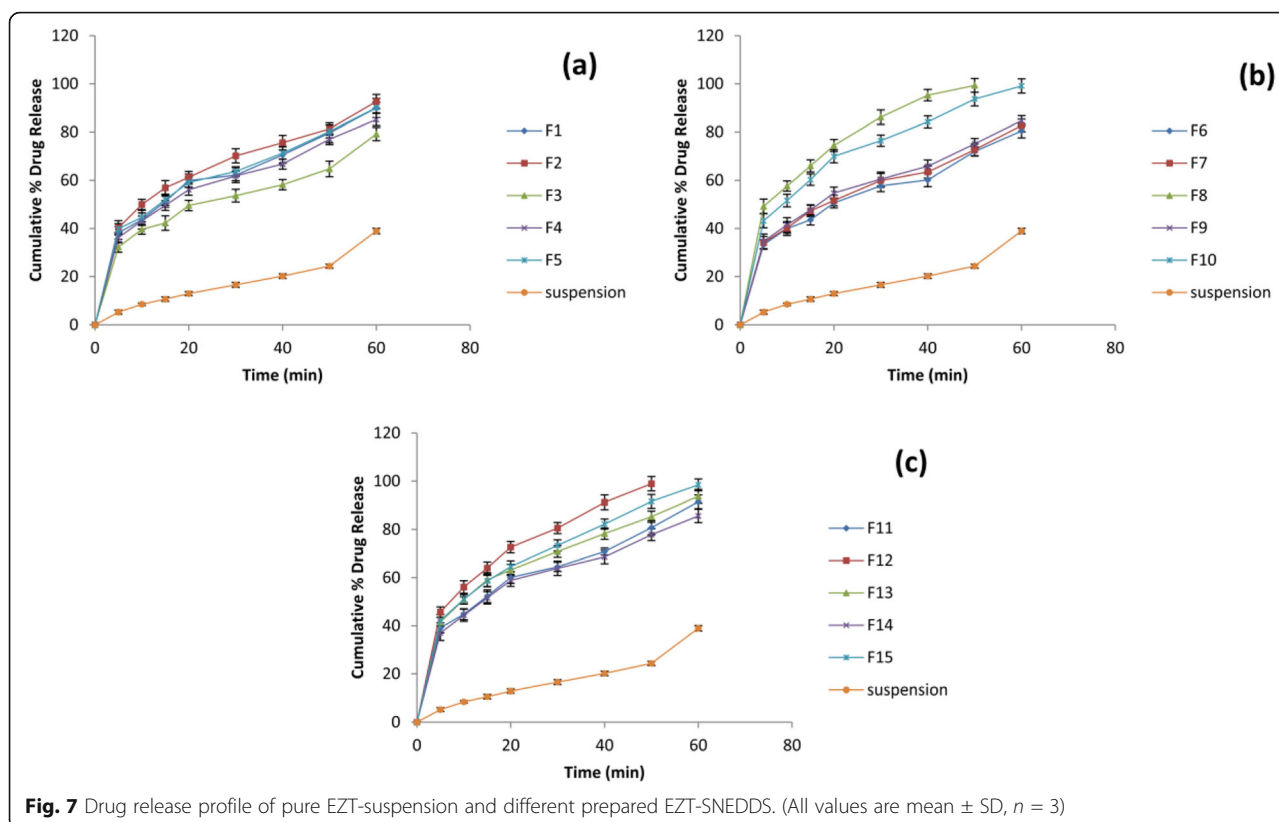 120
100
80
60
40
20
0
Cumulative % Drug Release
0 20 40 60 80
Time (min)
(a)
F1
F2
F3
F4
F5
suspension
120
100
80
60
40
20
0
Cumulative % Drug Release
0 20 40 60 80
Time (min)
(b)
F6
F7
F8
F9
F10
suspension
120
100
80
60
40
20
0
Cumulative % Drug Release
0 20 40 60 80
Time (min)
(c)
F11
F12
F13
F14
F15
suspension
Fig. 7 Drug release profile of pure EZT-suspension and different prepared EZT-SNEDDS. (All values are mean ± SD, n = 3)